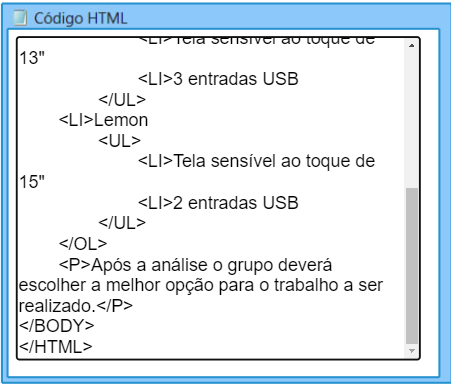 Código HTML
<LI>Tela sensível ao toque de
13"
<LI>3 entradas USB
</UL>
<LI>Lemon
<UL>
<LI>Tela sensível ao toque de
15"
<LI>2 entradas USB
</UL>
</OL>
<P>Após a análise o grupo deverá
escolher a melhor opção para o trabalho a ser
realizado.</P>
</BODY>
</HTML>